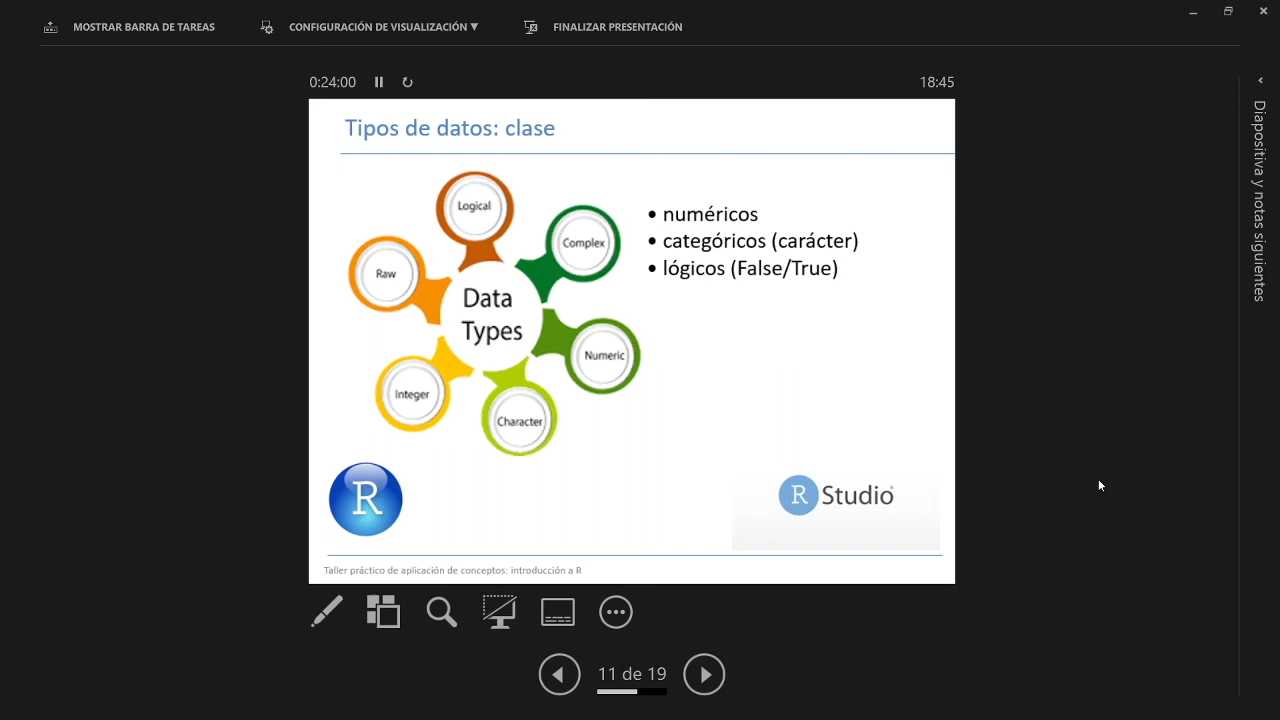 MOSTRAR BARRA DE TAREAS
CONFIGURACIÓN DE VISUALIZACIÓN ▼
FINALIZAR PRESENTACIÓN
0:24:00
18:45
Tipos de datos: clase
Logical
Complex
Raw
Data
Types
Numeric
Integer
Character
• numéricos
• categóricos (carácter)
• lógicos (False/True)
R
R Studio
Taller práctico de aplicación de conceptos: introducción a R
11 de 19
Diapositiva y notas siguientes